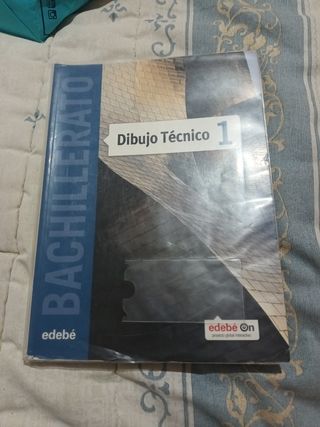 BACHILLERATO
Dibujo Técnico 1
edebé
edebé On